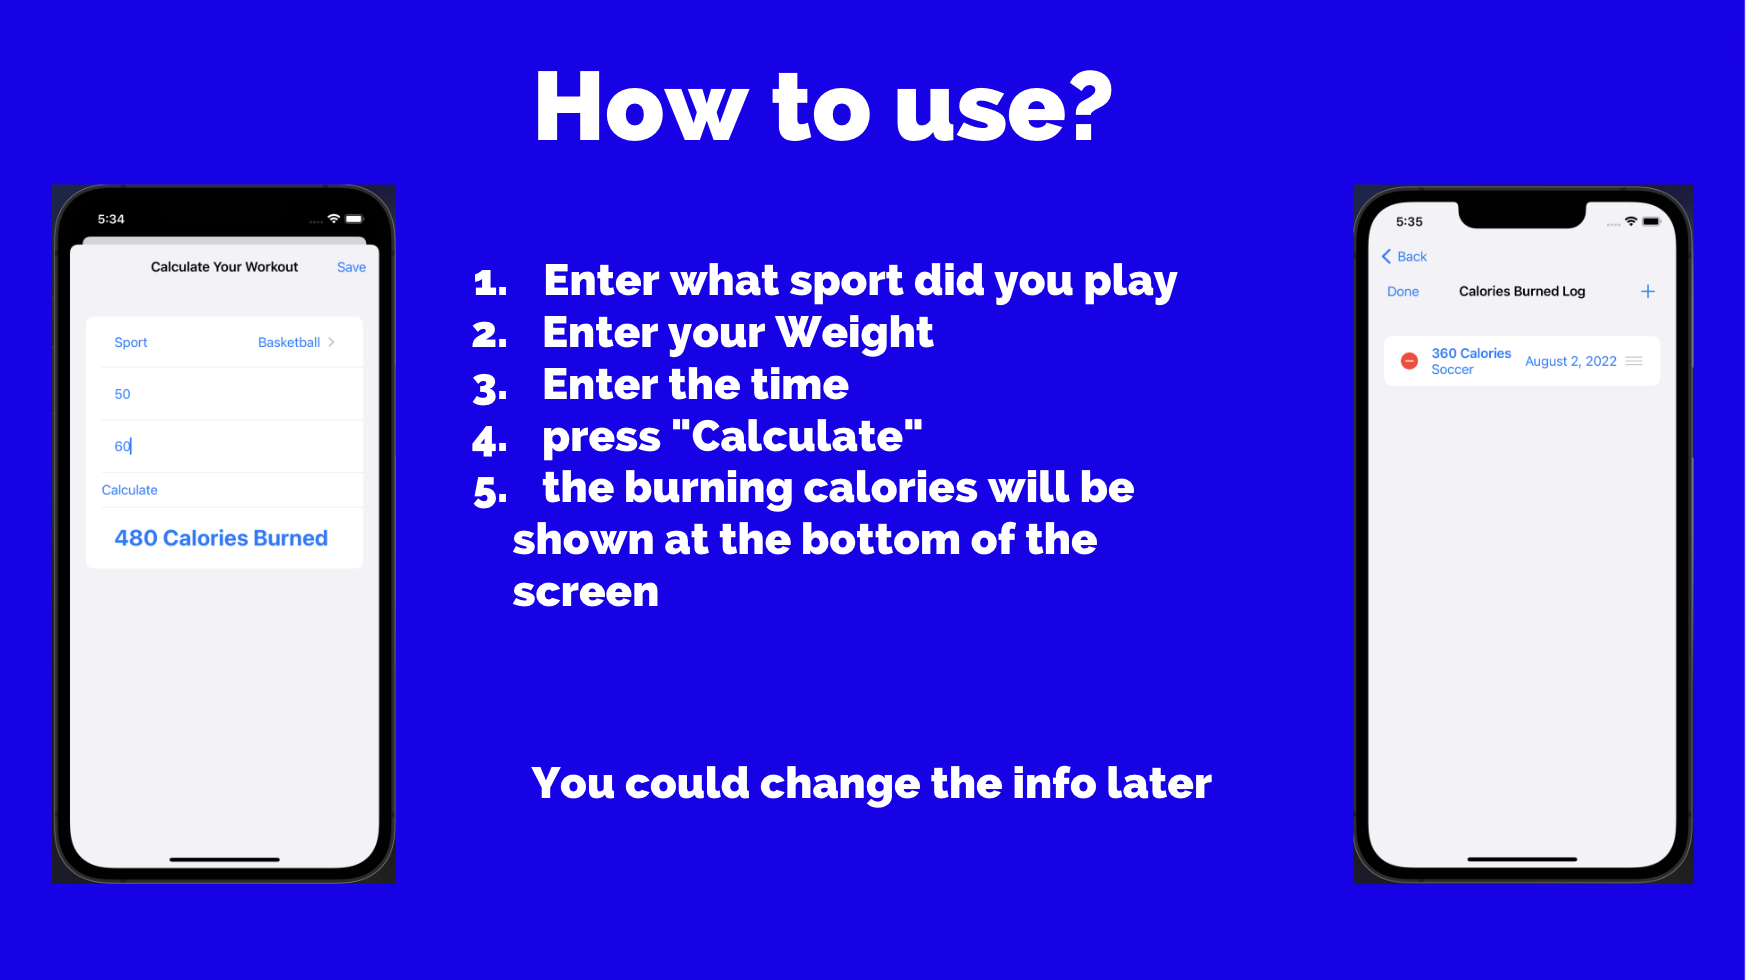 How to use?
5:34
Calculate Your Workout Save
Sport Basketball
50
60
Calculate
480 Calories Burned
1. Enter what sport did you play
2. Enter your Weight
3. Enter the time
4. press "Calculate"
5. the burning calories will be
shown at the bottom of the
screen
You could change the info later
5:35
Back
Done Calories Burned Log +
360 Calories
Soccer
August 2, 2022